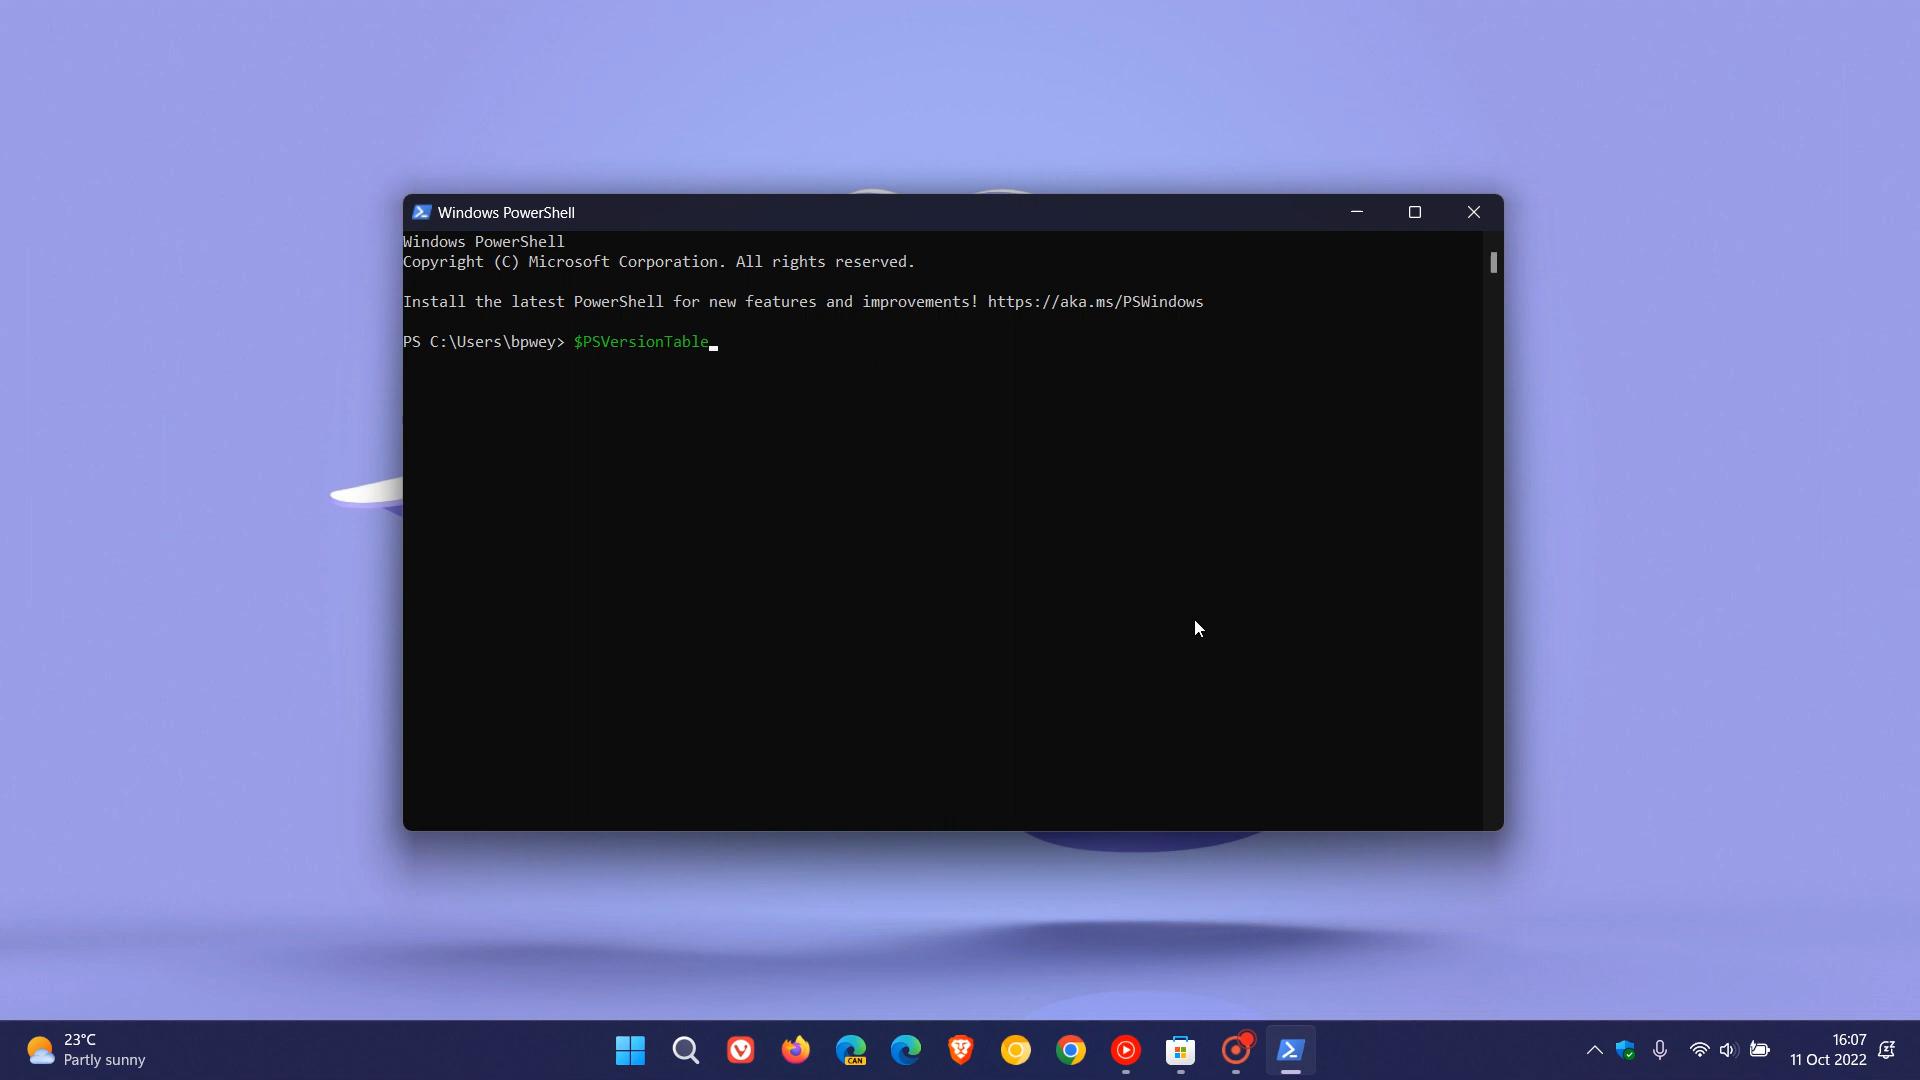 Windows PowerShell
Windows PowerShell
Copyright (C) Microsoft Corporation. All rights reserved.
Install the latest PowerShell for new features and improvements! https://aka.ms/PSWindows
PS C:\Users\bpwey> $PSVersionTable
23°C
Partly sunny
CAN
16:07
11 Oct 2022